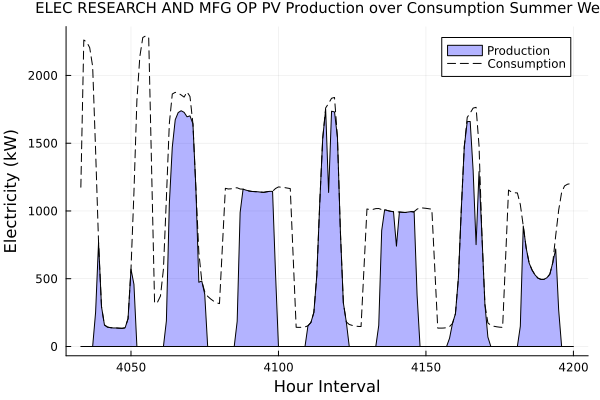 ELEC RESEARCH AND MFG OP PV Production over Consumption Summer We
Production
Consumption
Electricity (kW)
2000
1500
1000
500
0
4050
4100
4150
4200
Hour Interval